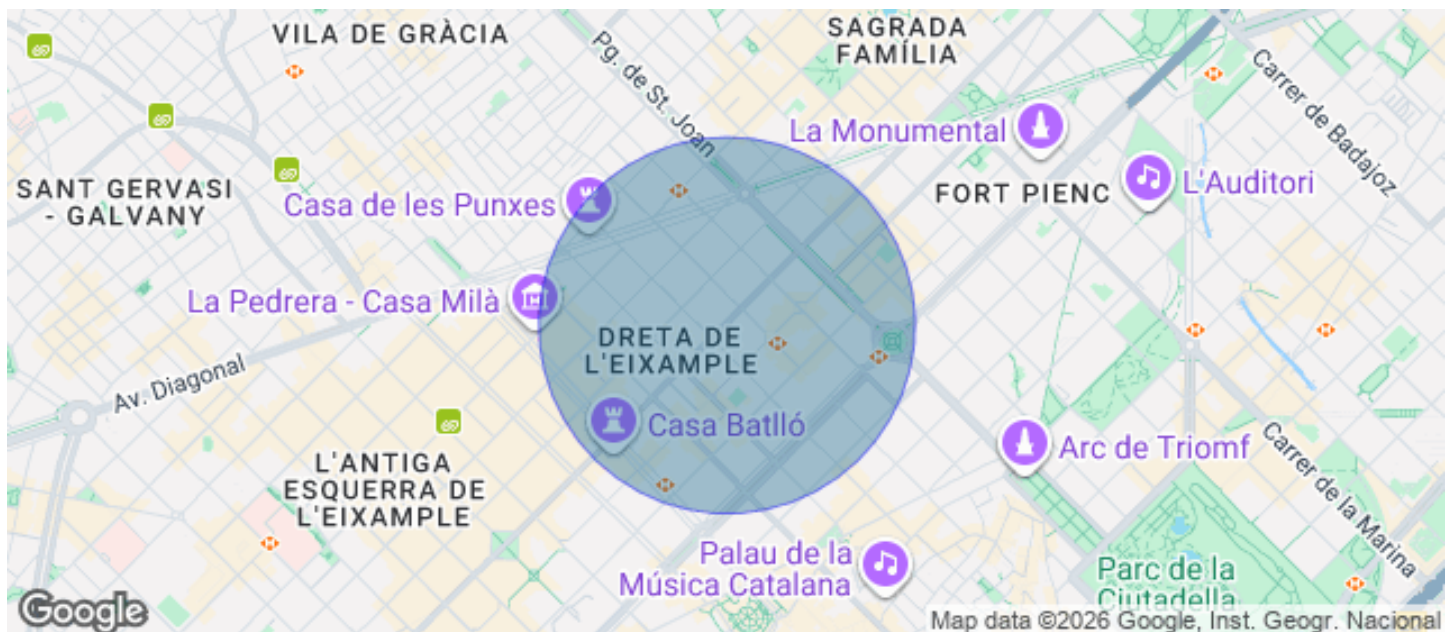 VILA DE GRÀCIA
Pg. de St. Joan
SAGRADA
FAMÍLIA
Carrer de Badajoz
La Monumental
SANT GERVASI
- GALVANY
Casa de les Punxes
FORT PIENC
L'Auditori
La Pedrera - Casa Milà
DRETA DE
L'EIXAMPLE
Av. Diagonal
Casa Batlló
Arc de Triomf
L'ANTIGA
ESQUERRA DE
L'EIXAMPLE
Carrer de la Marina
Palau de la
Música Catalana
Parc de la
Ciutadella
Google
Map data ©2026 Google, Inst. Geogr. Nacional